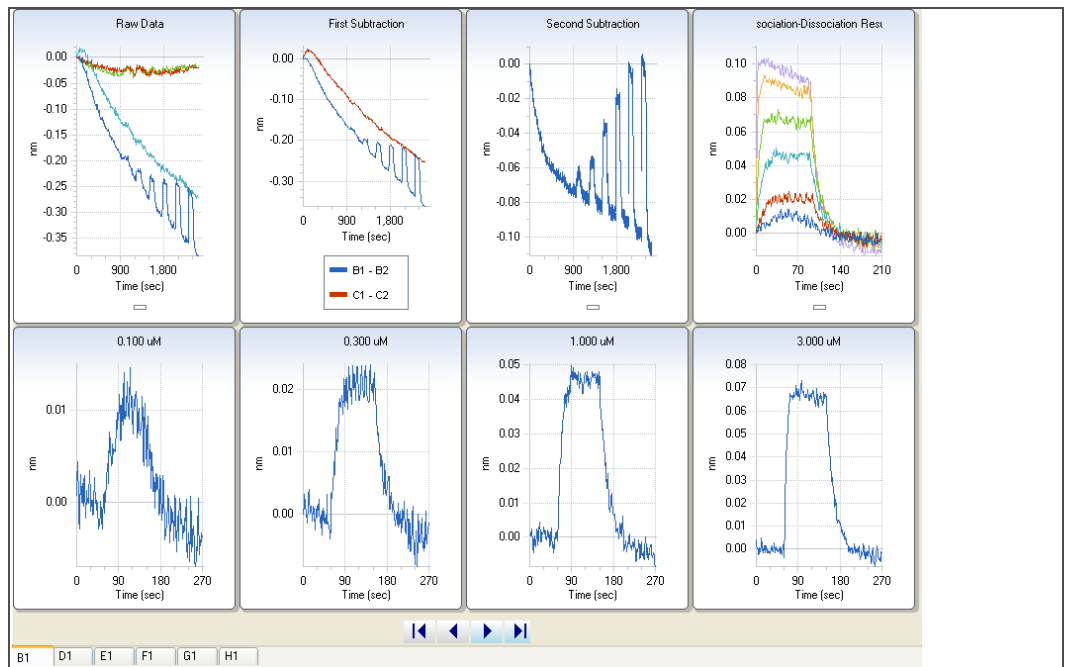 Raw Data
0.00
-0.05
-0.10
-0.15
-0.20
-0.25
-0.30
-0.35
nm
0 900 1,800
Time (sec)
First Subtraction
0.00
-0.10
-0.20
-0.30
nm
0 900 1,800
Time (sec)
B1 - B2
C1 - C2
Second Subtraction
0.00
-0.02
-0.04
-0.06
-0.08
-0.10
nm
0 1,800
Time (sec)
sociation-Dissociation Resu
0.10
0.08
0.06
0.04
0.02
0.00
nm
0 70 140 210
Time (sec)
0.100 uM
0.01
0.00
nm
0 90 180 270
Time (sec)
0.300 uM
0.02
0.01
0.00
nm
0 90 180 270
Time (sec)
1.000 uM
0.05
0.04
0.03
0.02
0.01
0.00
nm
0 90 180 270
Time (sec)
3.000 uM
0.08
0.07
0.06
0.05
0.04
0.03
0.02
0.01
0.00
nm
0 90 180 270
Time (sec)
B1 D1 E1 F1 G1 H1